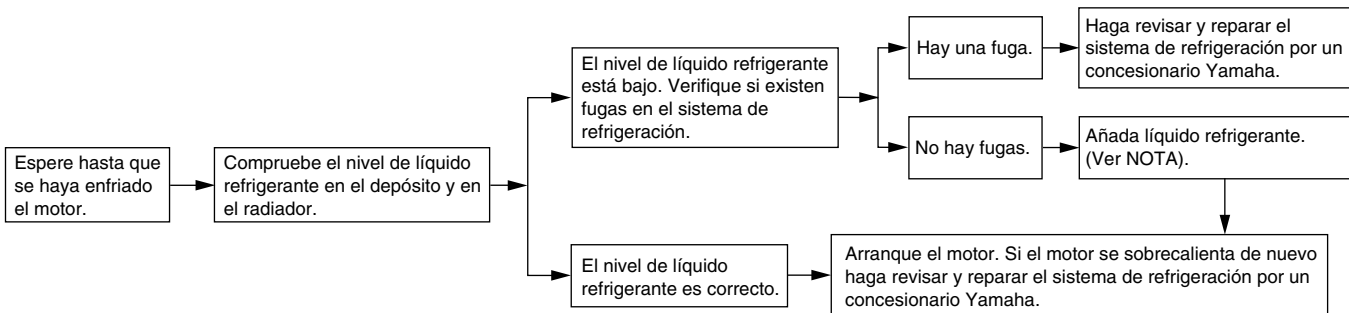 Espere hasta que
se haya enfriado
el motor.
Compruebe el nivel de líquido
refrigerante en el depósito y en
el radiador.
El nivel de líquido refrigerante
está bajo. Verifique si existen
fugas en el sistema de
refrigeración.
Hay una fuga.
Haga revisar y reparar el
sistema de refrigeración por un
concesionario Yamaha.
No hay fugas.
Añada líquido refrigerante.
(Ver NOTA).
El nivel de líquido
refrigerante es correcto.
Arranque el motor. Si el motor se sobrecalienta de nuevo
haga revisar y reparar el sistema de refrigeración por un
concesionario Yamaha.